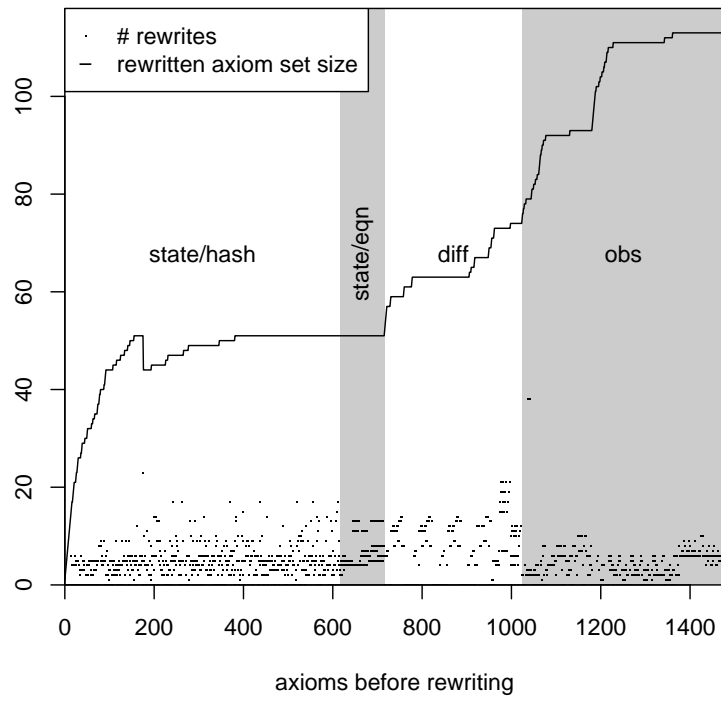 # rewrites
rewritten axiom set size
state/hash
state/eqn
diff
obs
0
20
40
60
80
100
0
200
400
600
800
1000
1200
1400
axioms before rewriting